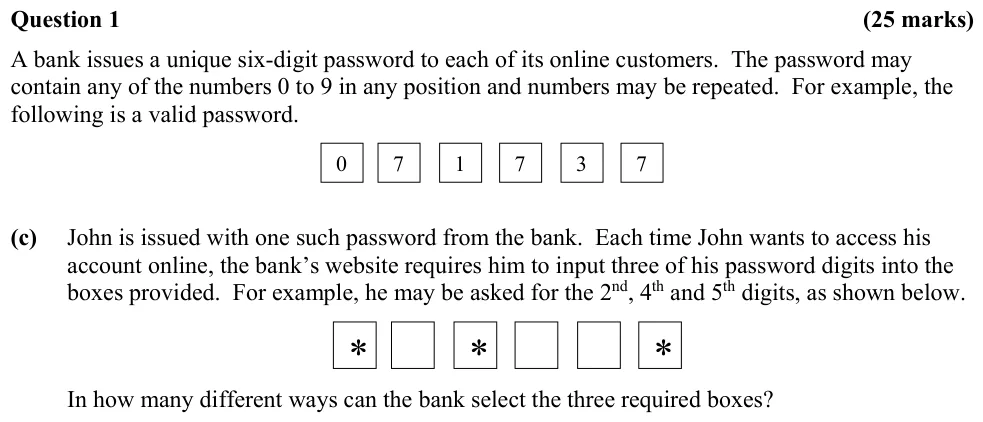 Question 1 (25 marks)
A bank issues a unique six-digit password to each of its online customers. The password may
contain any of the numbers 0 to 9 in any position and numbers may be repeated. For example, the
following is a valid password.
0 7 1 7 3 7
(c) John is issued with one such password from the bank. Each time John wants to access his
account online, the bank's website requires him to input three of his password digits into the
boxes provided. For example, he may be asked for the 2nd, 4th and 5th digits, as shown below.
* * *
In how many different ways can the bank select the three required boxes?